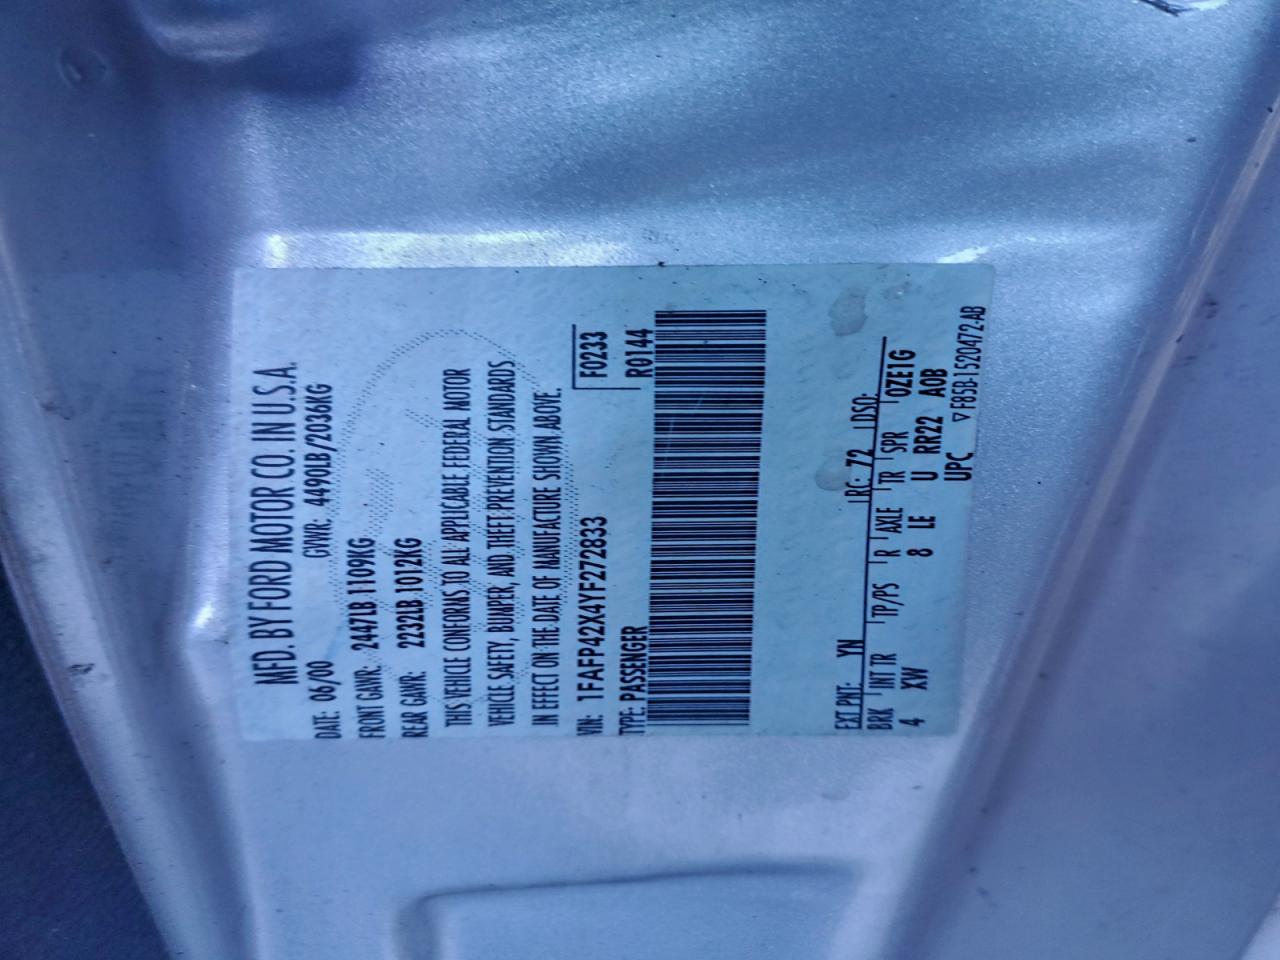 MFD. BY FORD MOTOR CO. IN U.S.A.
DATE: 06/00 GVWR: 4490LB/2036KG
FRONT GAWR: 2447LB 1109KG
REAR GAWR: 2232LB 1012KG
THIS VEHICLE CONFORMS TO ALL APPLICABLE FEDERAL MOTOR
VEHICLE SAFETY, BUMPER, AND THEFT PREVENTION STANDARDS
IN EFFECT ON THE DATE OF MANUFACTURE SHOWN ABOVE.
VIN: 1FAFP42X4YF272833 F0233
TYPE: PASSENGER R0144
EXT PNT: YN RC: 72 DSO:
BRK INT TR TP/PS R AXLE TR SPR 0ZE1G
4 XW 8 LE U RR22 A0B
UPC ▽F85B-1520472-AB